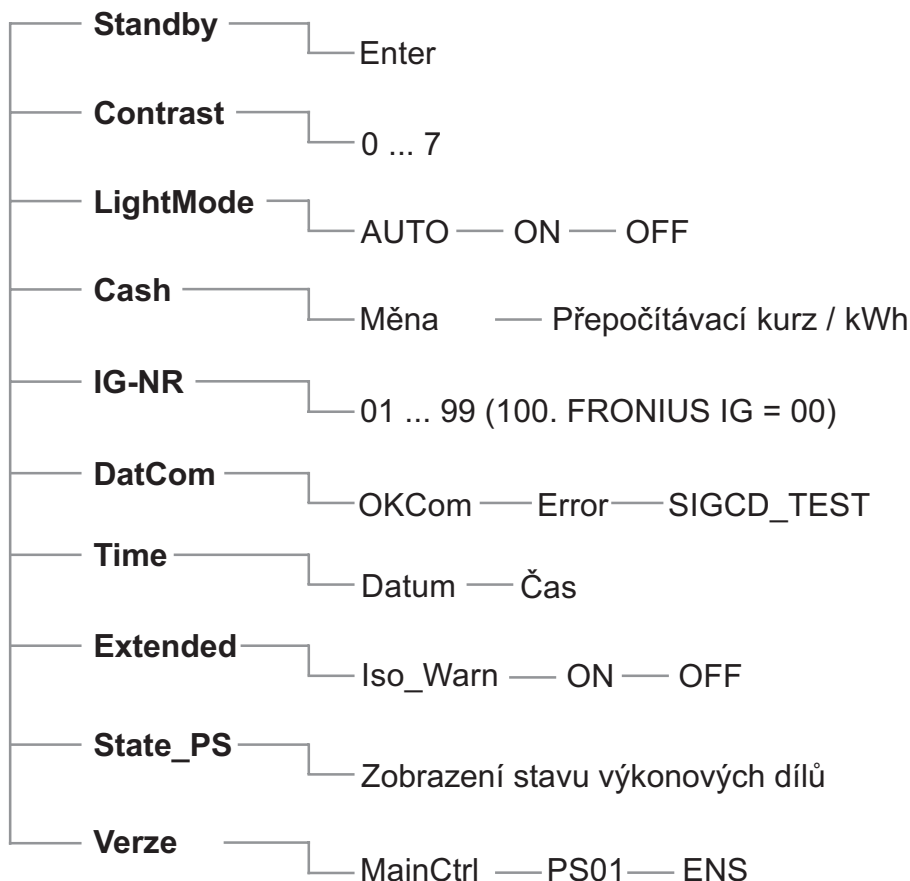 Standby
Enter
Contrast
0 ... 7
LightMode
AUTO ON OFF
Cash
Měna Přepočítávací kurz / kWh
IG-NR
01 ... 99 (100. FRONIUS IG = 00)
DatCom
OKCom Error SIGCD_TEST
Time
Datum Čas
Extended
Iso_Warn ON OFF
State_PS
Zobrazení stavu výkonových dílů
Verze
MainCtrl PS01 ENS